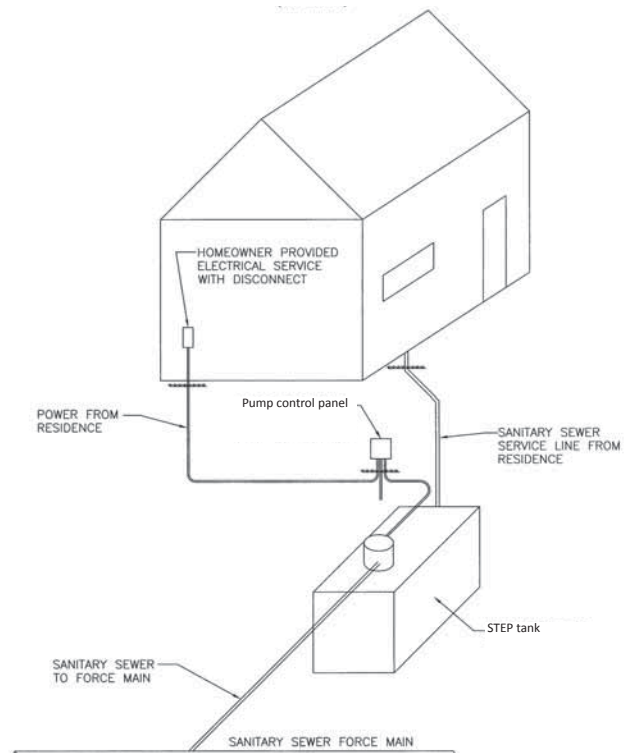 HOMEOWNER PROVIDED
ELECTRICAL SERVICE
WITH DISCONNECT
POWER FROM
RESIDENCE
Pump control panel
SANITARY SEWER
SERVICE LINE FROM
RESIDENCE
STEP tank
SANITARY SEWER
TO FORCE MAIN
SANITARY SEWER FORCE MAIN